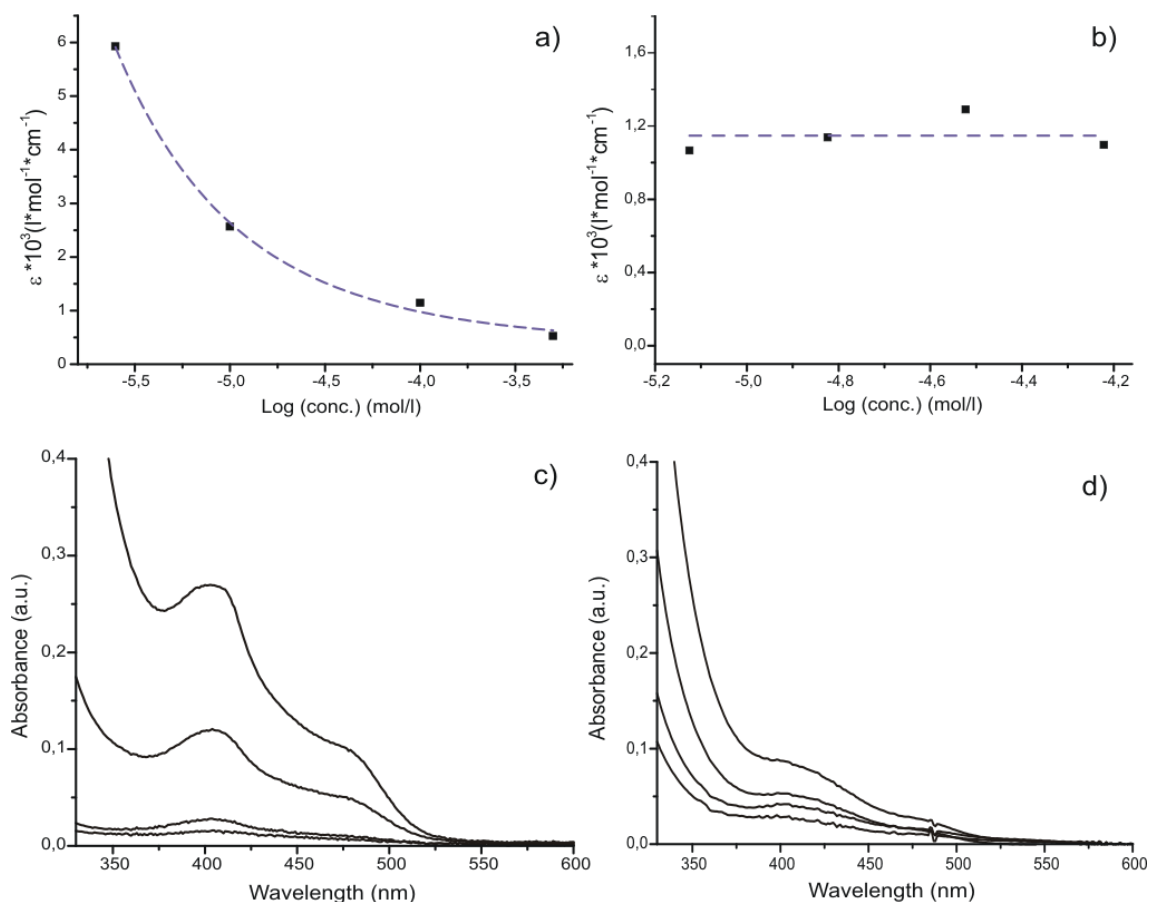 a)
6
5
4
3
2
1
0
ε *10³(l*mol⁻¹*cm⁻¹)
-5,5 -5,0 -4,5 -4,0 -3,5
Log (conc.) (mol/l)
b)
1,6
1,2
0,8
0,4
0,0
ε *10³(l*mol⁻¹*cm⁻¹)
-5,2 -5,0 -4,8 -4,6 -4,4 -4,2
Log (conc.) (mol/l)
c)
0,4
0,3
0,2
0,1
0,0
Absorbance (a.u.)
350 400 450 500 550 600
Wavelength (nm)
d)
0,4
0,3
0,2
0,1
0,0
Absorbance (a.u.)
350 400 450 500 550 600
Wavelength (nm)